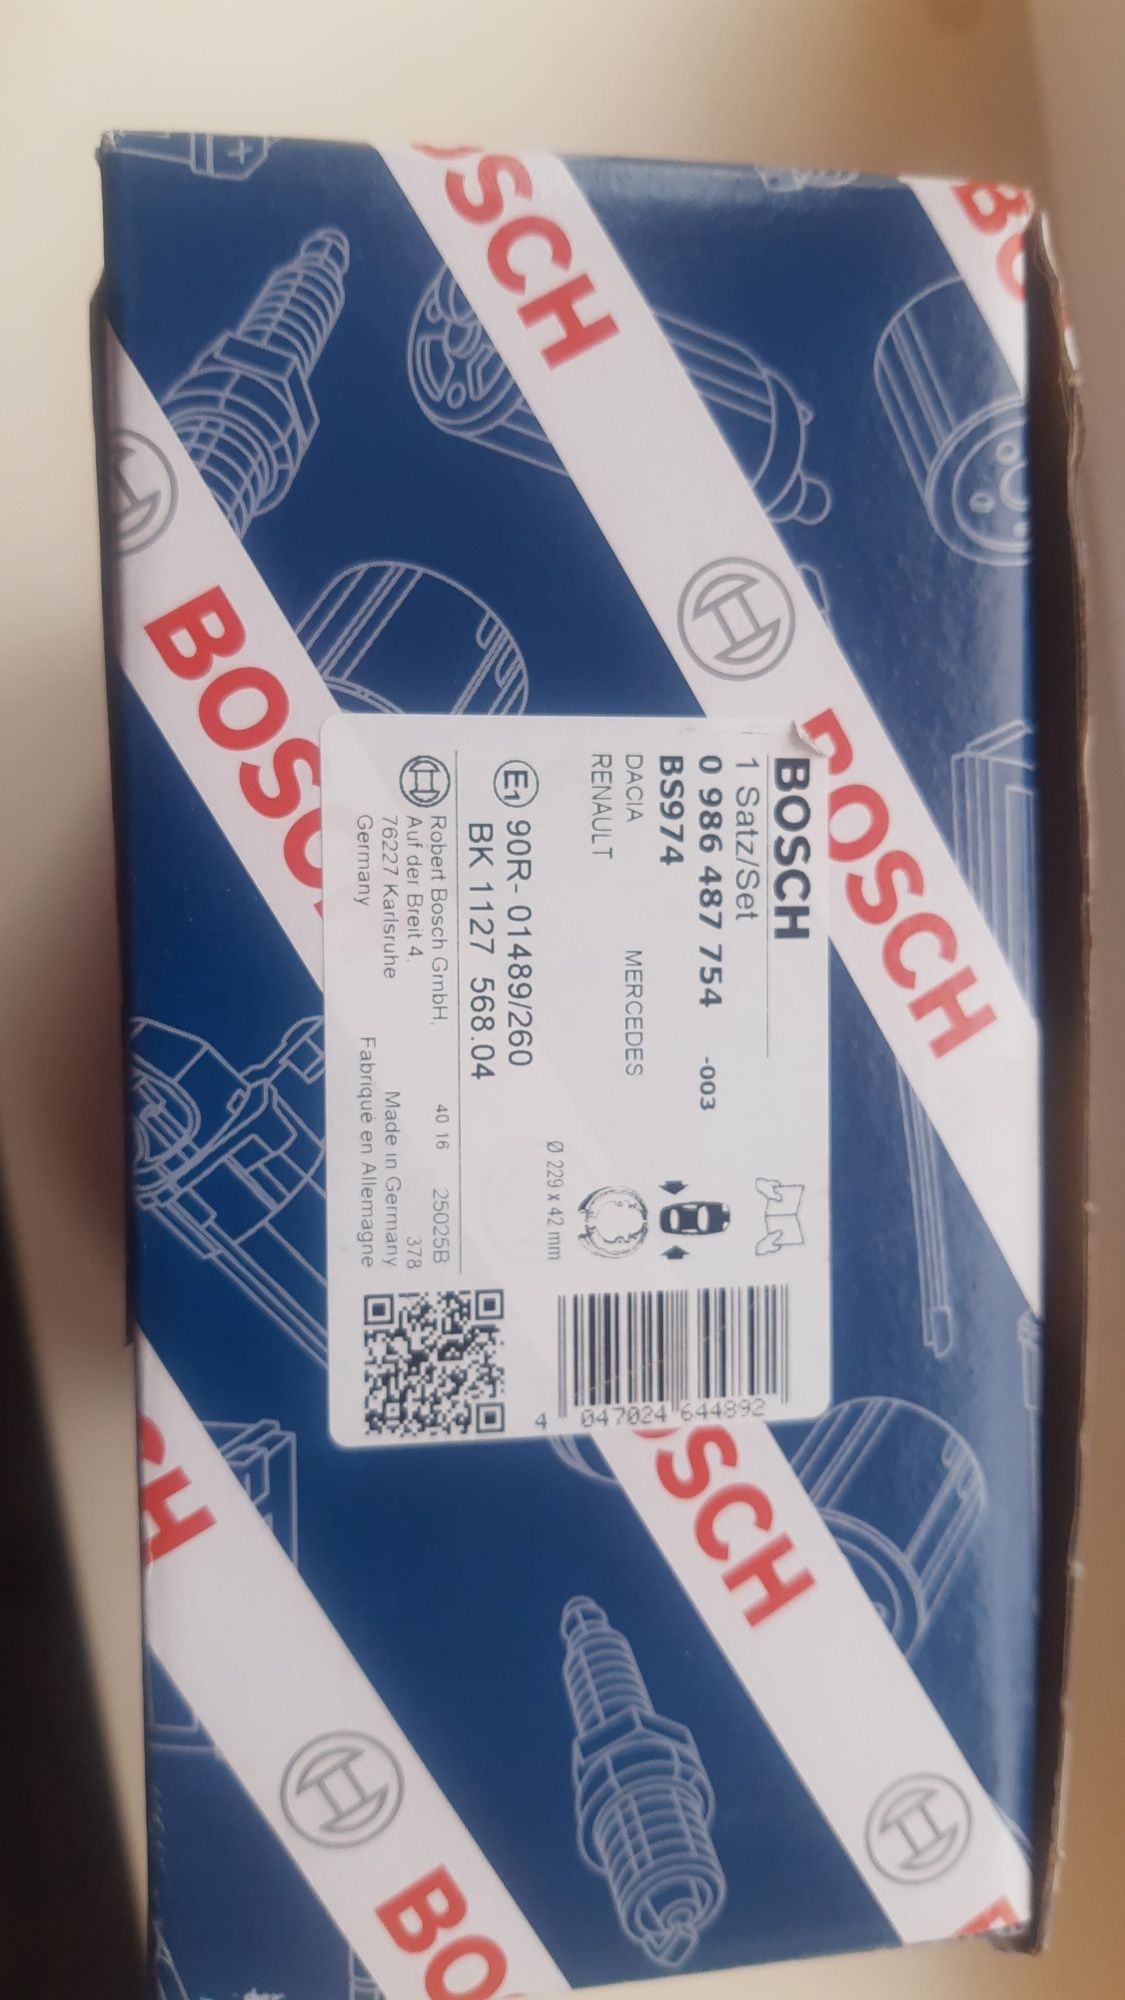 BOSCH
1 Satz/Set
0 986 487 754 -003
BS974
DACIA MERCEDES
RENAULT
Ø 229 x 42 mm
E1 90R- 01489/260
BK 1127 568.04
Robert Bosch GmbH, 40 16 25025B
Auf der Breit 4, 378
76227 Karlsruhe Made in Germany
Germany Fabriqué en Allemagne
4 047024 644892
BOSCH
BOSCH
BOSCH
BOSCH